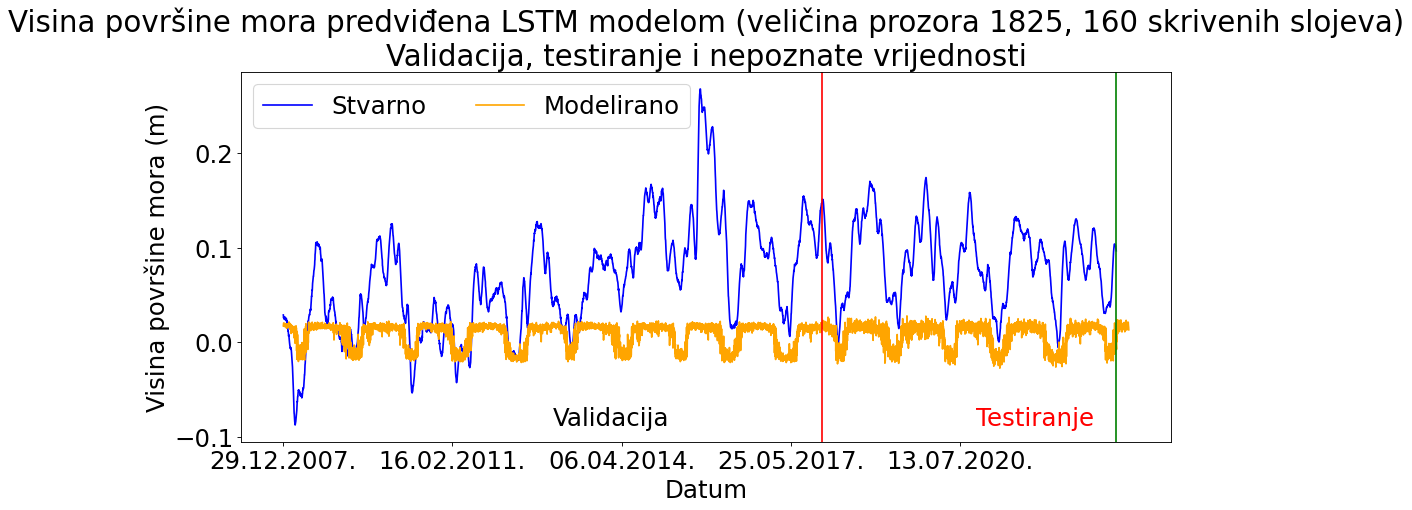 Visina površine mora predviđena LSTM modelom (veličina prozora 1825, 160 skrivenih slojeva)
Validacija, testiranje i nepoznate vrijednosti
Stvarno
Modelirano
Visina površine mora (m)
0.2
0.1
0.0
−0.1
Validacija
Testiranje
29.12.2007.
16.02.2011.
06.04.2014.
25.05.2017.
13.07.2020.
Datum